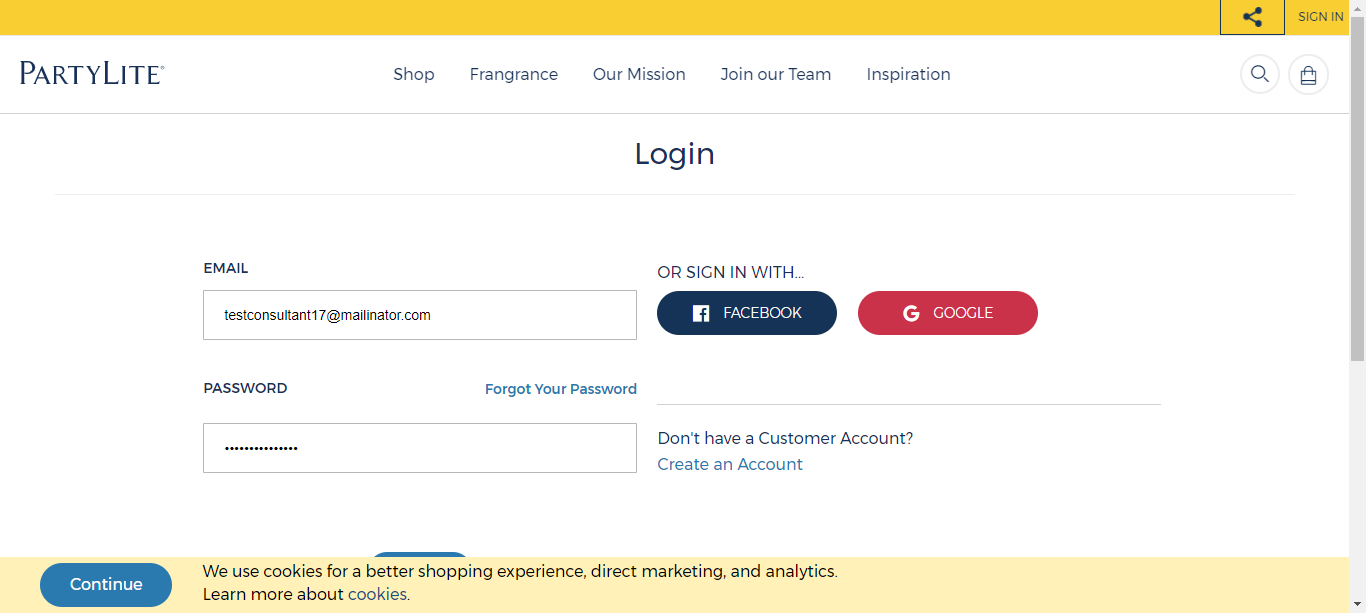 SIGN IN
PARTYLITE®
Shop Frangrance Our Mission Join our Team Inspiration
Login
EMAIL
testconsultant17@mailinator.com
PASSWORD Forgot Your Password
•••••••••••••••
OR SIGN IN WITH...
FACEBOOK GOOGLE
Don't have a Customer Account?
Create an Account
Continue
We use cookies for a better shopping experience, direct marketing, and analytics.
Learn more about cookies.